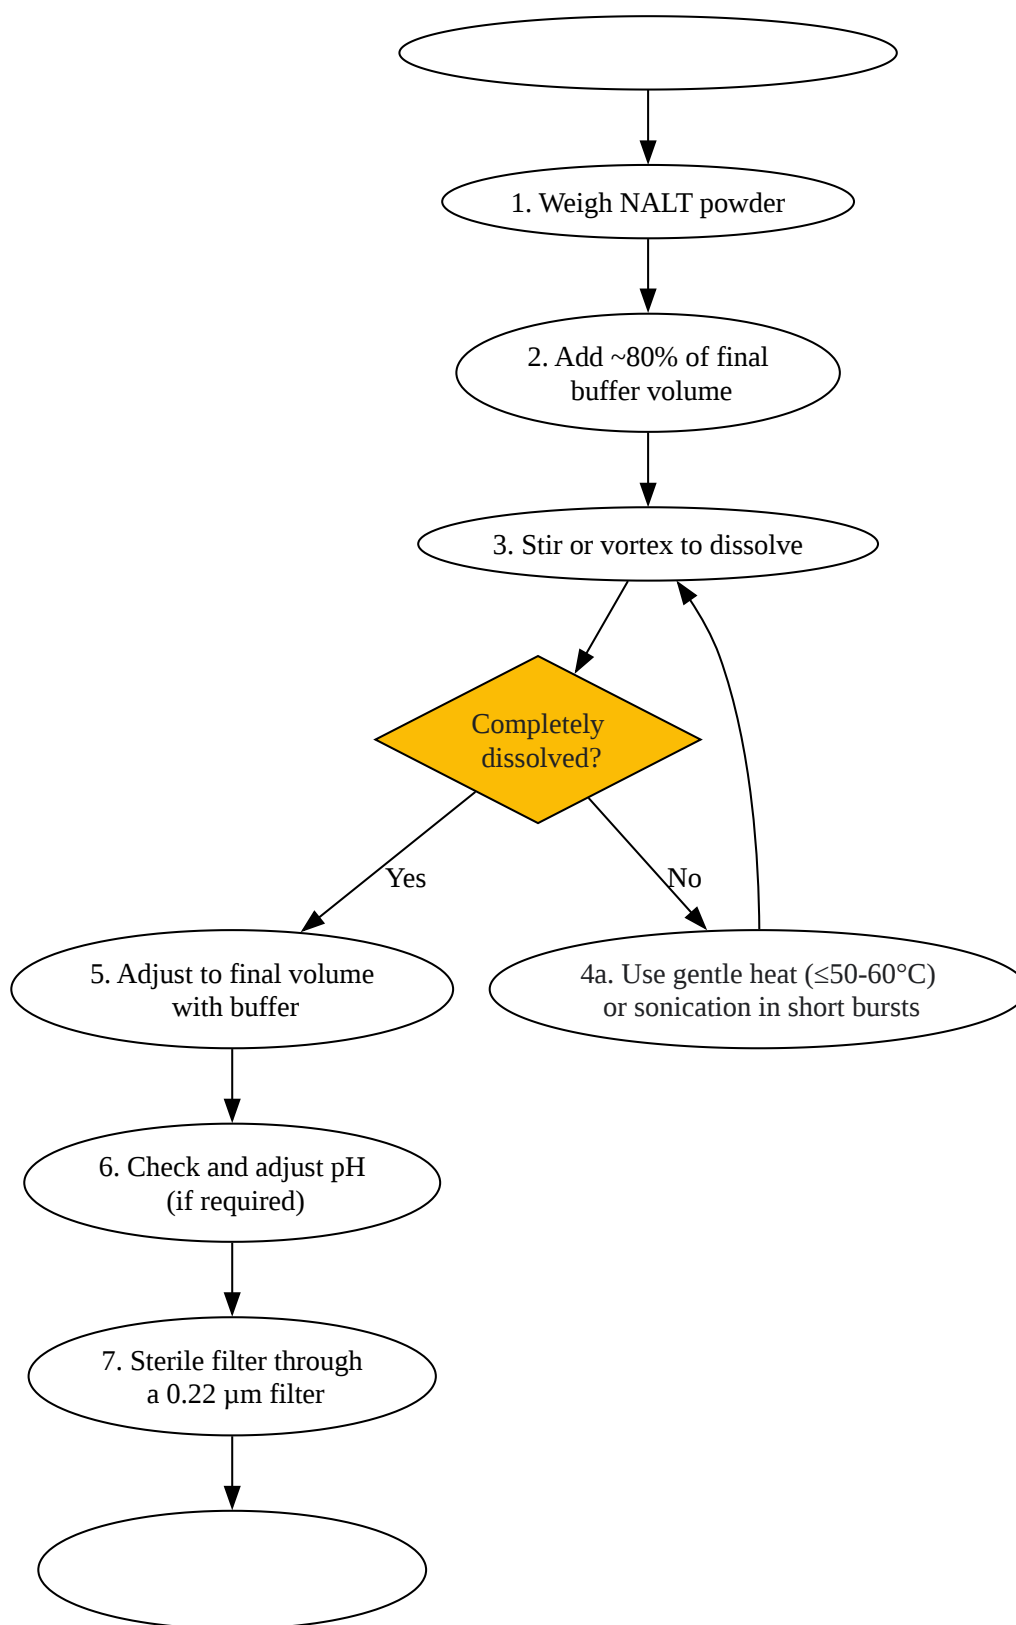 1. Weigh NALT powder
2. Add ~80% of final
buffer volume
3. Stir or vortex to dissolve
Completely
dissolved?
Yes
No
5. Adjust to final volume
with buffer
4a. Use gentle heat (≤50-60°C)
or sonication in short bursts
6. Check and adjust pH
(if required)
7. Sterile filter through
a 0.22 µm filter